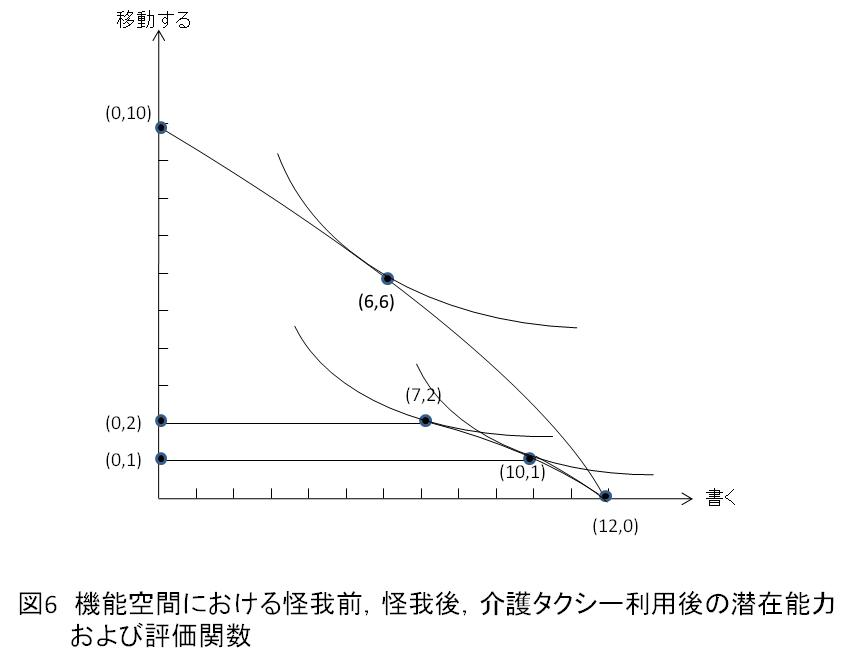 移動する
(0,10)
(6,6)
(7,2)
(0,2)
(0,1)
(10,1)
書く
(12,0)
図6 機能空間における怪我前，怪我後，介護タクシー利用後の潜在能力
および評価関数